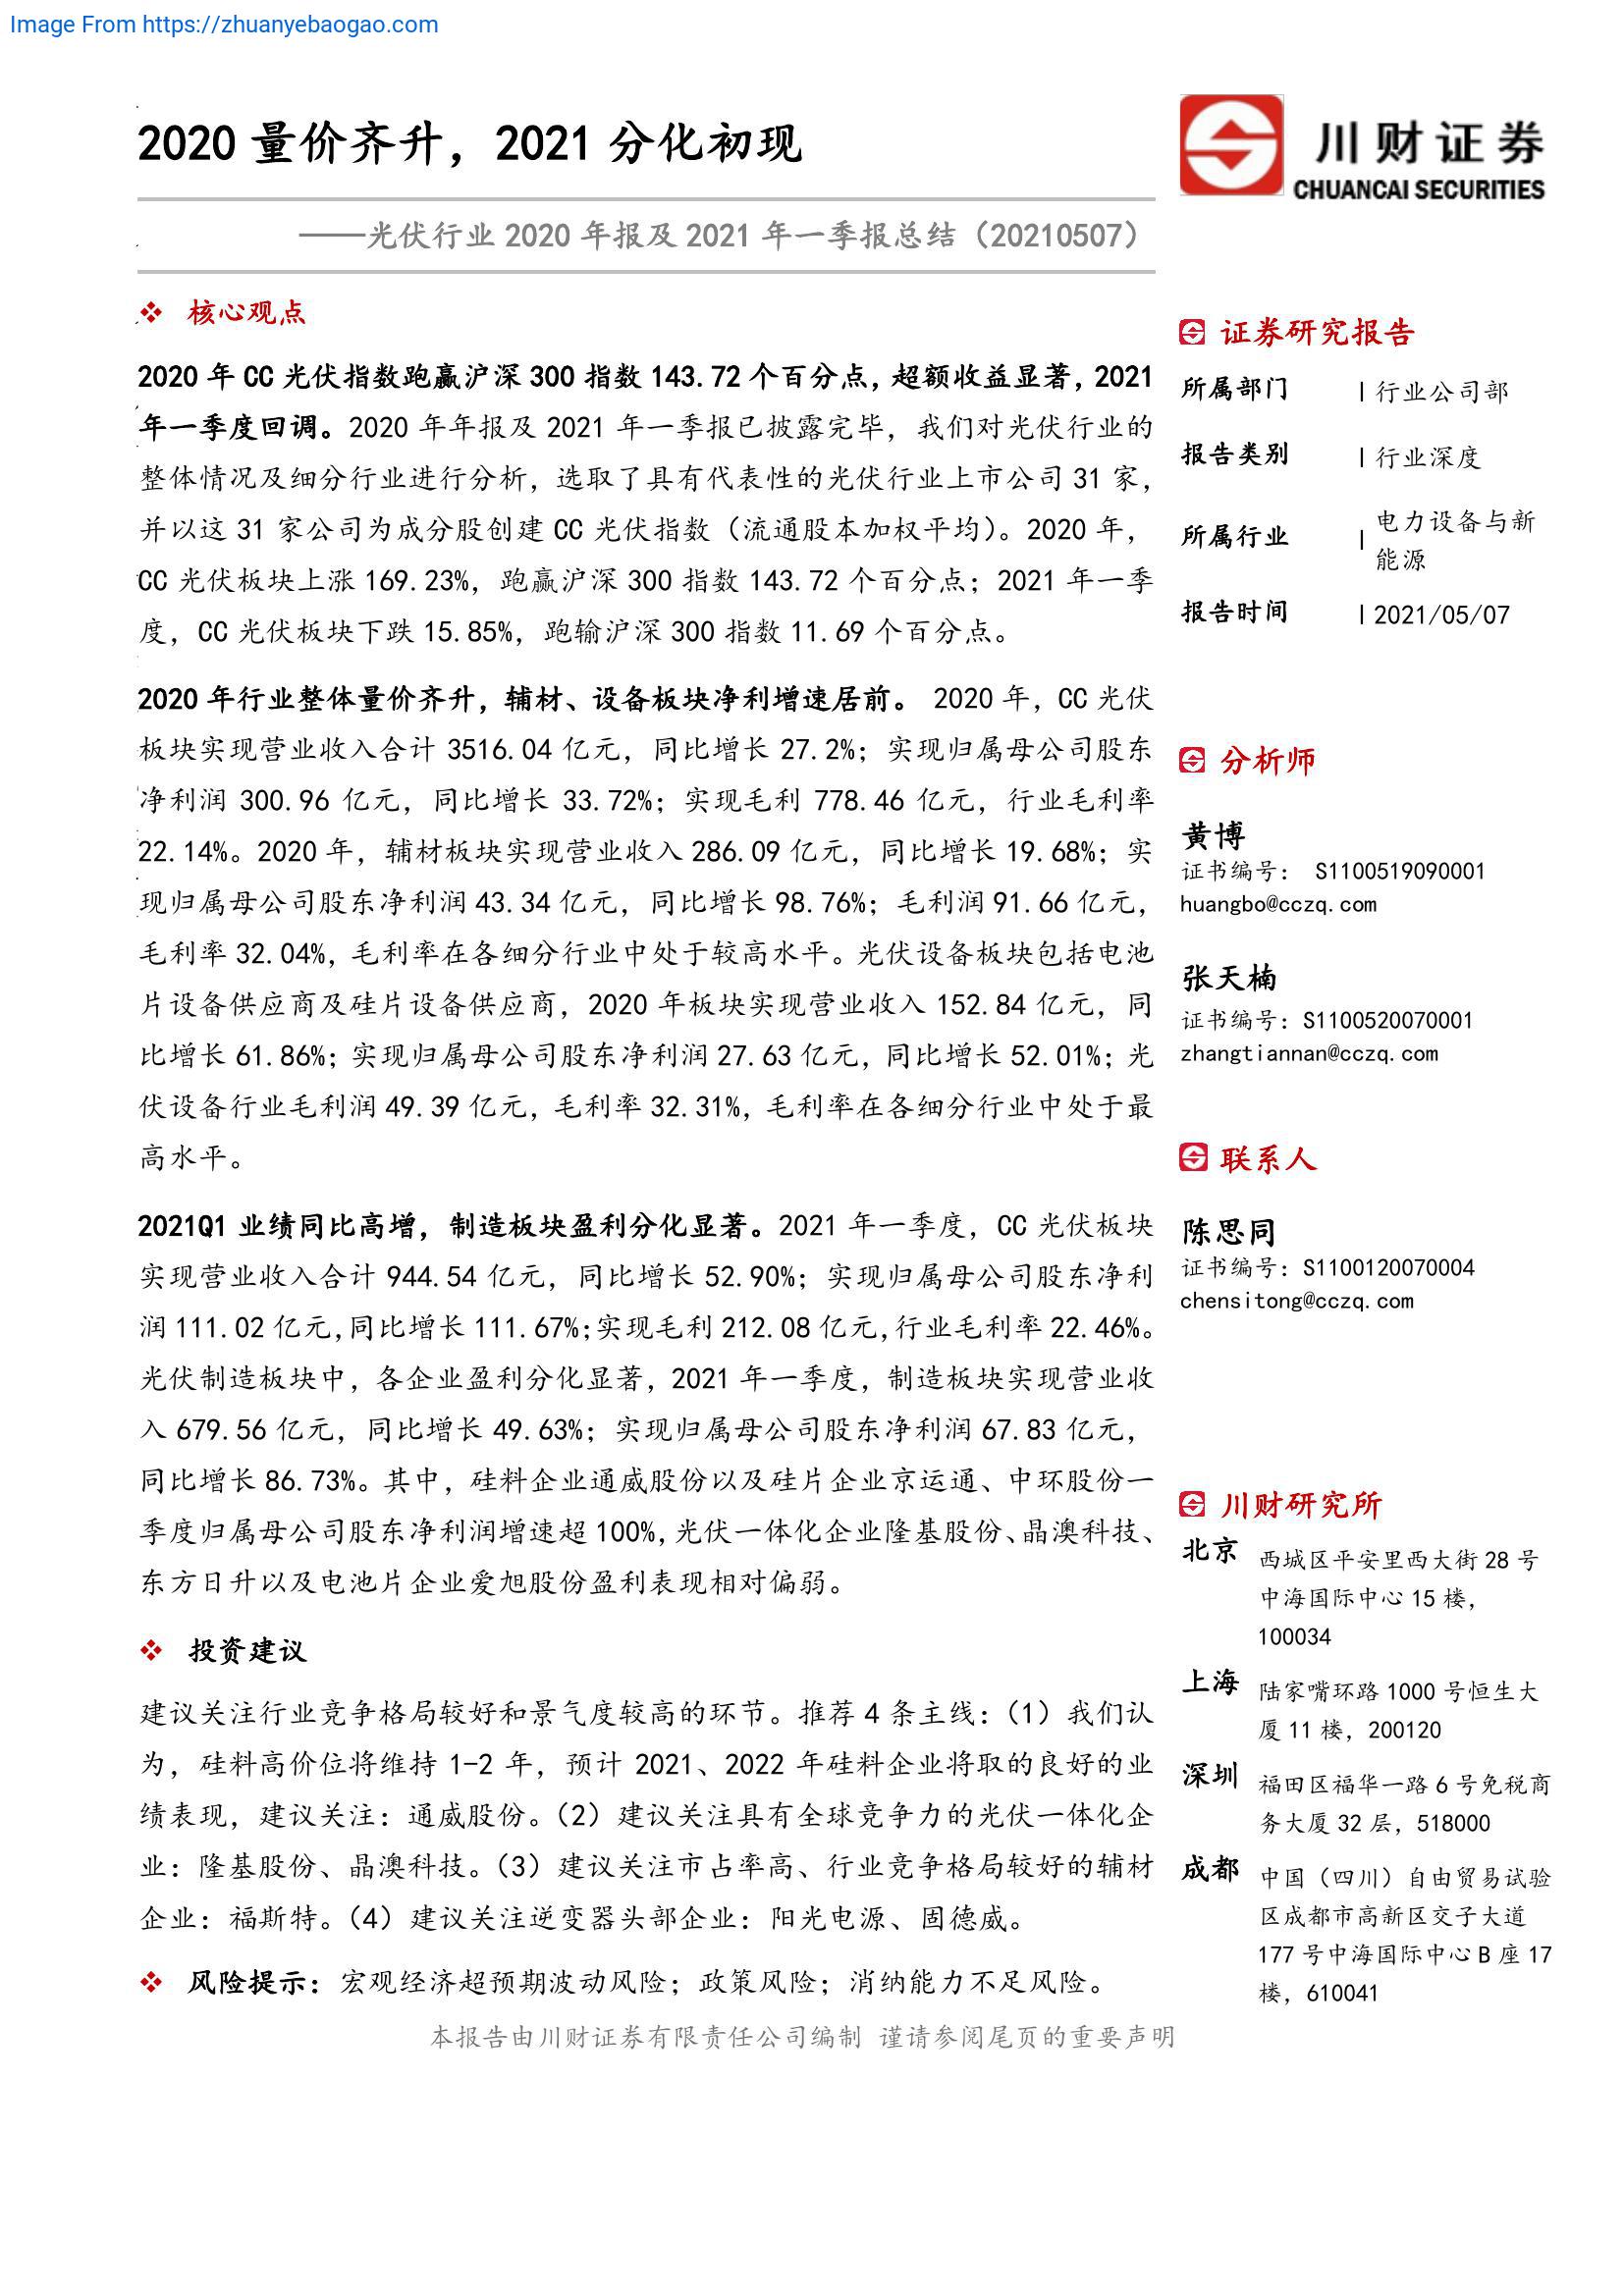 Image From https://zhuanyebaogao.com
2020 量价齐升，2021 分化初现
——光伏行业 2020 年报及 2021 年一季报总结（20210507）
川财证券
CHUANCAI SECURITIES
❖ 核心观点
2020 年 CC 光伏指数跑赢沪深 300 指数 143.72 个百分点，超额收益显著，2021
年一季度回调。2020 年年报及 2021 年一季报已披露完毕，我们对光伏行业的
整体情况及细分行业进行分析，选取了具有代表性的光伏行业上市公司 31 家，
并以这 31 家公司为成分股创建 CC 光伏指数（流通股本加权平均）。2020 年，
CC 光伏板块上涨 169.23%，跑赢沪深 300 指数 143.72 个百分点；2021 年一季
度，CC 光伏板块下跌 15.85%，跑输沪深 300 指数 11.69 个百分点。
2020 年行业整体量价齐升，辅材、设备板块净利增速居前。 2020 年，CC 光伏
板块实现营业收入合计 3516.04 亿元，同比增长 27.2%；实现归属母公司股东
净利润 300.96 亿元，同比增长 33.72%；实现毛利 778.46 亿元，行业毛利率
22.14%。2020 年，辅材板块实现营业收入 286.09 亿元，同比增长 19.68%；实
现归属母公司股东净利润 43.34 亿元，同比增长 98.76%；毛利润 91.66 亿元，
毛利率 32.04%，毛利率在各细分行业中处于较高水平。光伏设备板块包括电池
片设备供应商及硅片设备供应商，2020 年板块实现营业收入 152.84 亿元，同
比增长 61.86%；实现归属母公司股东净利润 27.63 亿元，同比增长 52.01%；光
伏设备行业毛利润 49.39 亿元，毛利率 32.31%，毛利率在各细分行业中处于最
高水平。
2021Q1 业绩同比高增，制造板块盈利分化显著。2021 年一季度，CC 光伏板块
实现营业收入合计 944.54 亿元，同比增长 52.90%；实现归属母公司股东净利
润 111.02 亿元，同比增长 111.67%；实现毛利 212.08 亿元，行业毛利率 22.46%。
光伏制造板块中，各企业盈利分化显著，2021 年一季度，制造板块实现营业收
入 679.56 亿元，同比增长 49.63%；实现归属母公司股东净利润 67.83 亿元，
同比增长 86.73%。其中，硅料企业通威股份以及硅片企业京运通、中环股份一
季度归属母公司股东净利润增速超 100%，光伏一体化企业隆基股份、晶澳科技、
东方日升以及电池片企业爱旭股份盈利表现相对偏弱。
❖ 投资建议
建议关注行业竞争格局较好和景气度较高的环节。推荐 4 条主线：（1）我们认
为，硅料高价位将维持 1-2 年，预计 2021、2022 年硅料企业将取的良好的业
绩表现，建议关注：通威股份。（2）建议关注具有全球竞争力的光伏一体化企
业：隆基股份、晶澳科技。（3）建议关注市占率高、行业竞争格局较好的辅材
企业：福斯特。（4）建议关注逆变器头部企业：阳光电源、固德威。
❖ 风险提示：宏观经济超预期波动风险；政策风险；消纳能力不足风险。
证券研究报告
所属部门 | 行业公司部
报告类别 | 行业深度
所属行业 | 电力设备与新
能源
报告时间 | 2021/05/07
分析师
黄博
证书编号： S1100519090001
huangbo@cczq.com
张天楠
证书编号：S1100520070001
zhangtiannan@cczq.com
联系人
陈思同
证书编号：S1100120070004
chensitong@cczq.com
川财研究所
北京 西城区平安里西大街 28 号
中海国际中心 15 楼，
100034
上海 陆家嘴环路 1000 号恒生大
厦 11 楼，200120
深圳 福田区福华一路 6 号免税商
务大厦 32 层，518000
成都 中国（四川）自由贸易试验
区成都市高新区交子大道
177 号中海国际中心 B 座 17
楼，610041
本报告由川财证券有限责任公司编制 谨请参阅尾页的重要声明